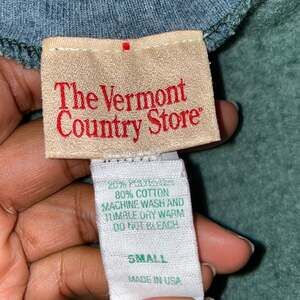 The Vermont
Country Store®
20% POLYESTER
80% COTTON
MACHINE WASH AND
TUMBLE DRY WARM
DO NOT BLEACH
SMALL
MADE IN USA